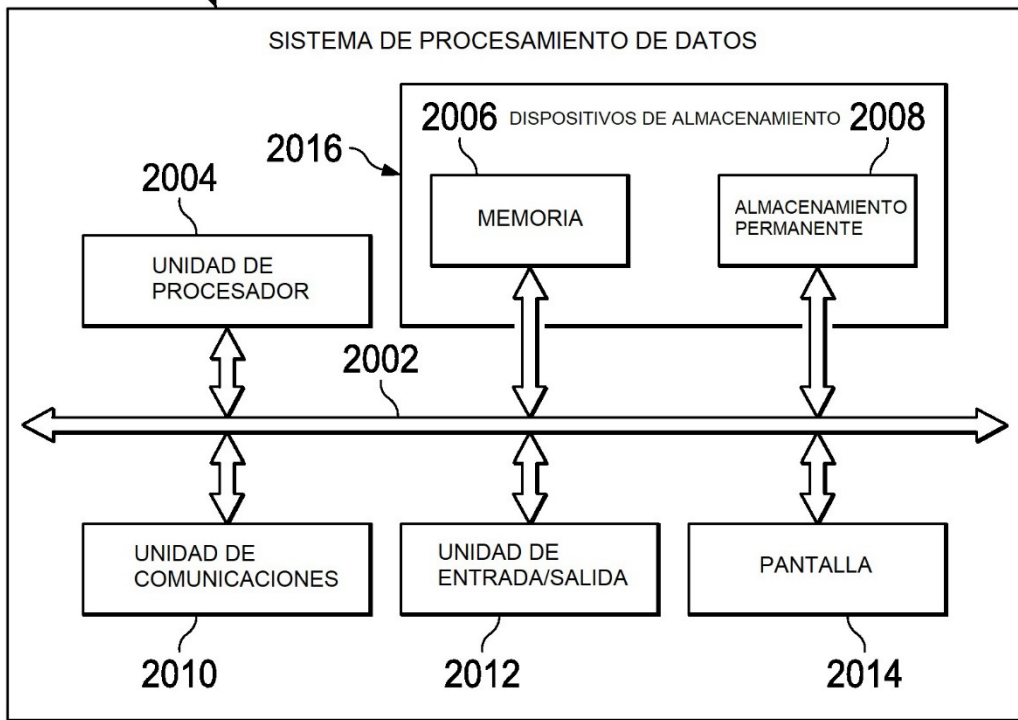 SISTEMA DE PROCESAMIENTO DE DATOS
2006 DISPOSITIVOS DE ALMACENAMIENTO 2008
2016
2004
MEMORIA
ALMACENAMIENTO
PERMANENTE
UNIDAD DE
PROCESADOR
2002
UNIDAD DE
COMUNICACIONES
UNIDAD DE
ENTRADA/SALIDA
PANTALLA
2010
2012
2014